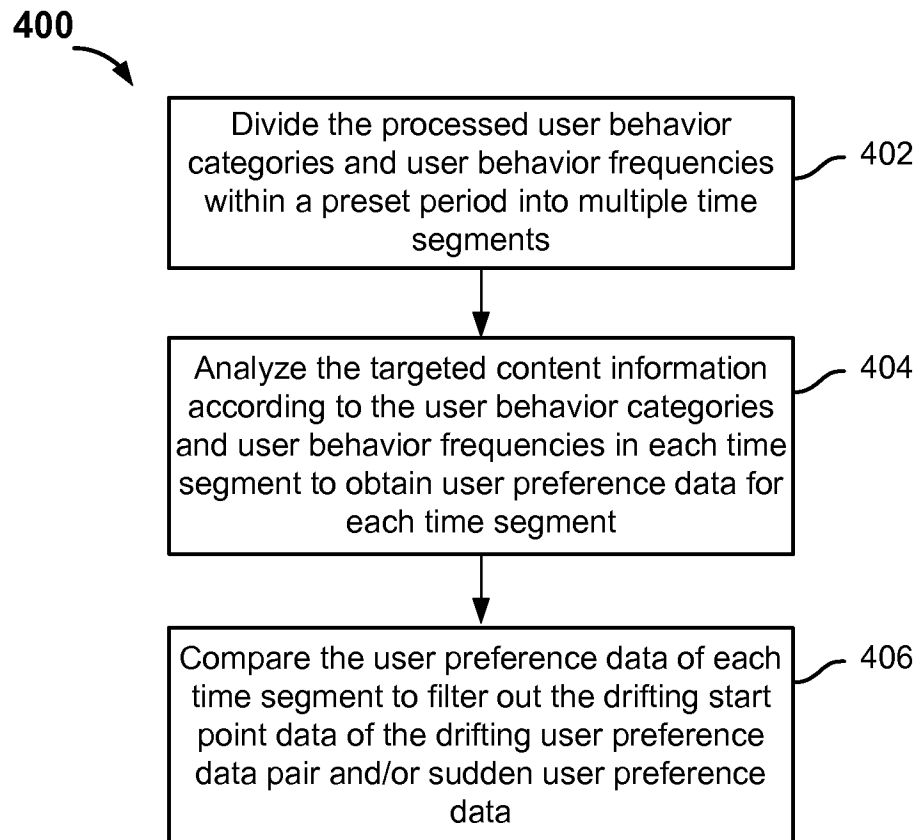 400
Divide the processed user behavior
categories and user behavior frequencies
within a preset period into multiple time
segments
402
Analyze the targeted content information
according to the user behavior categories
and user behavior frequencies in each time
segment to obtain user preference data for
each time segment
404
Compare the user preference data of each
time segment to filter out the drifting start
point data of the drifting user preference
data pair and/or sudden user preference
data
406